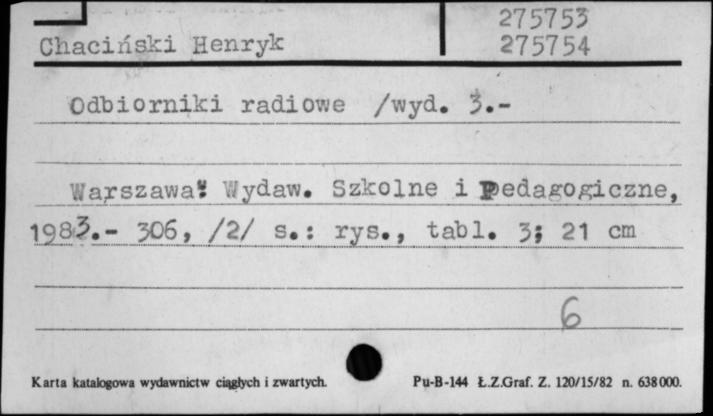 275753
Chaciński Henryk 275754
Odbiorniki radiowe /wyd. 3.-
Warszawa: Wydaw. Szkolne i Pedagogiczne,
1983.- 306, /2/ s.: rys., tabl. 3; 21 cm
6
Karta katalogowa wydawnictw ciągłych i zwartych. Pu-B-144 Ł.Z.Graf. Z. 120/15/82 n. 638000.